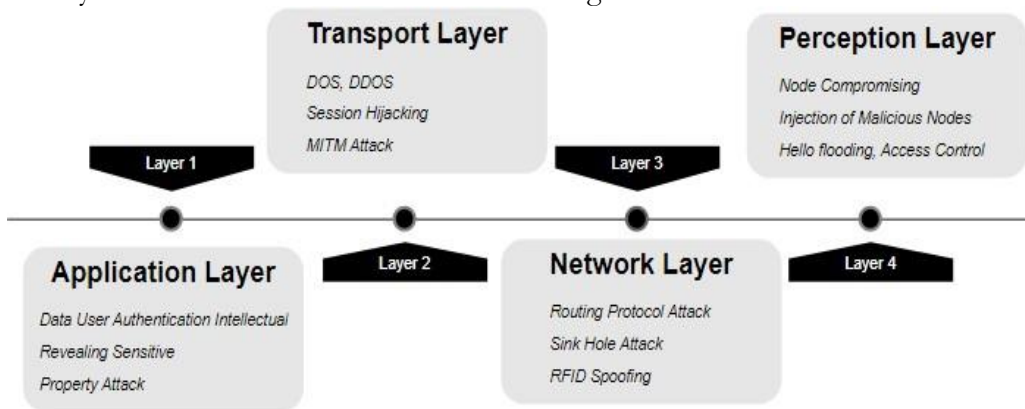 Transport Layer
DOS, DDOS
Session Hijacking
MITM Attack
Perception Layer
Node Compromising
Injection of Malicious Nodes
Hello flooding, Access Control
Layer 1
Layer 3
Layer 2
Layer 4
Application Layer
Data User Authentication Intellectual
Revealing Sensitive
Property Attack
Network Layer
Routing Protocol Attack
Sink Hole Attack
RFID Spoofing